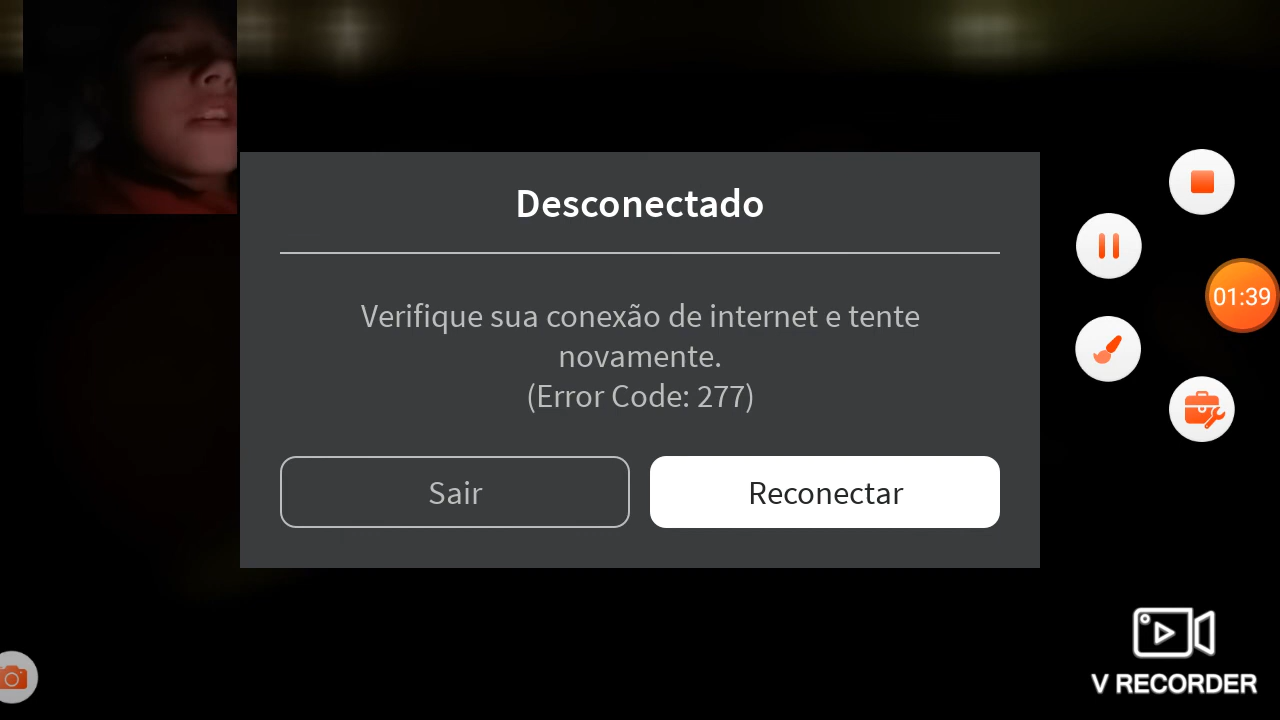 Desconectado
Verifique sua conexão de internet e tente
novamente.
(Error Code: 277)
Sair
Reconectar
01:39
V RECORDER